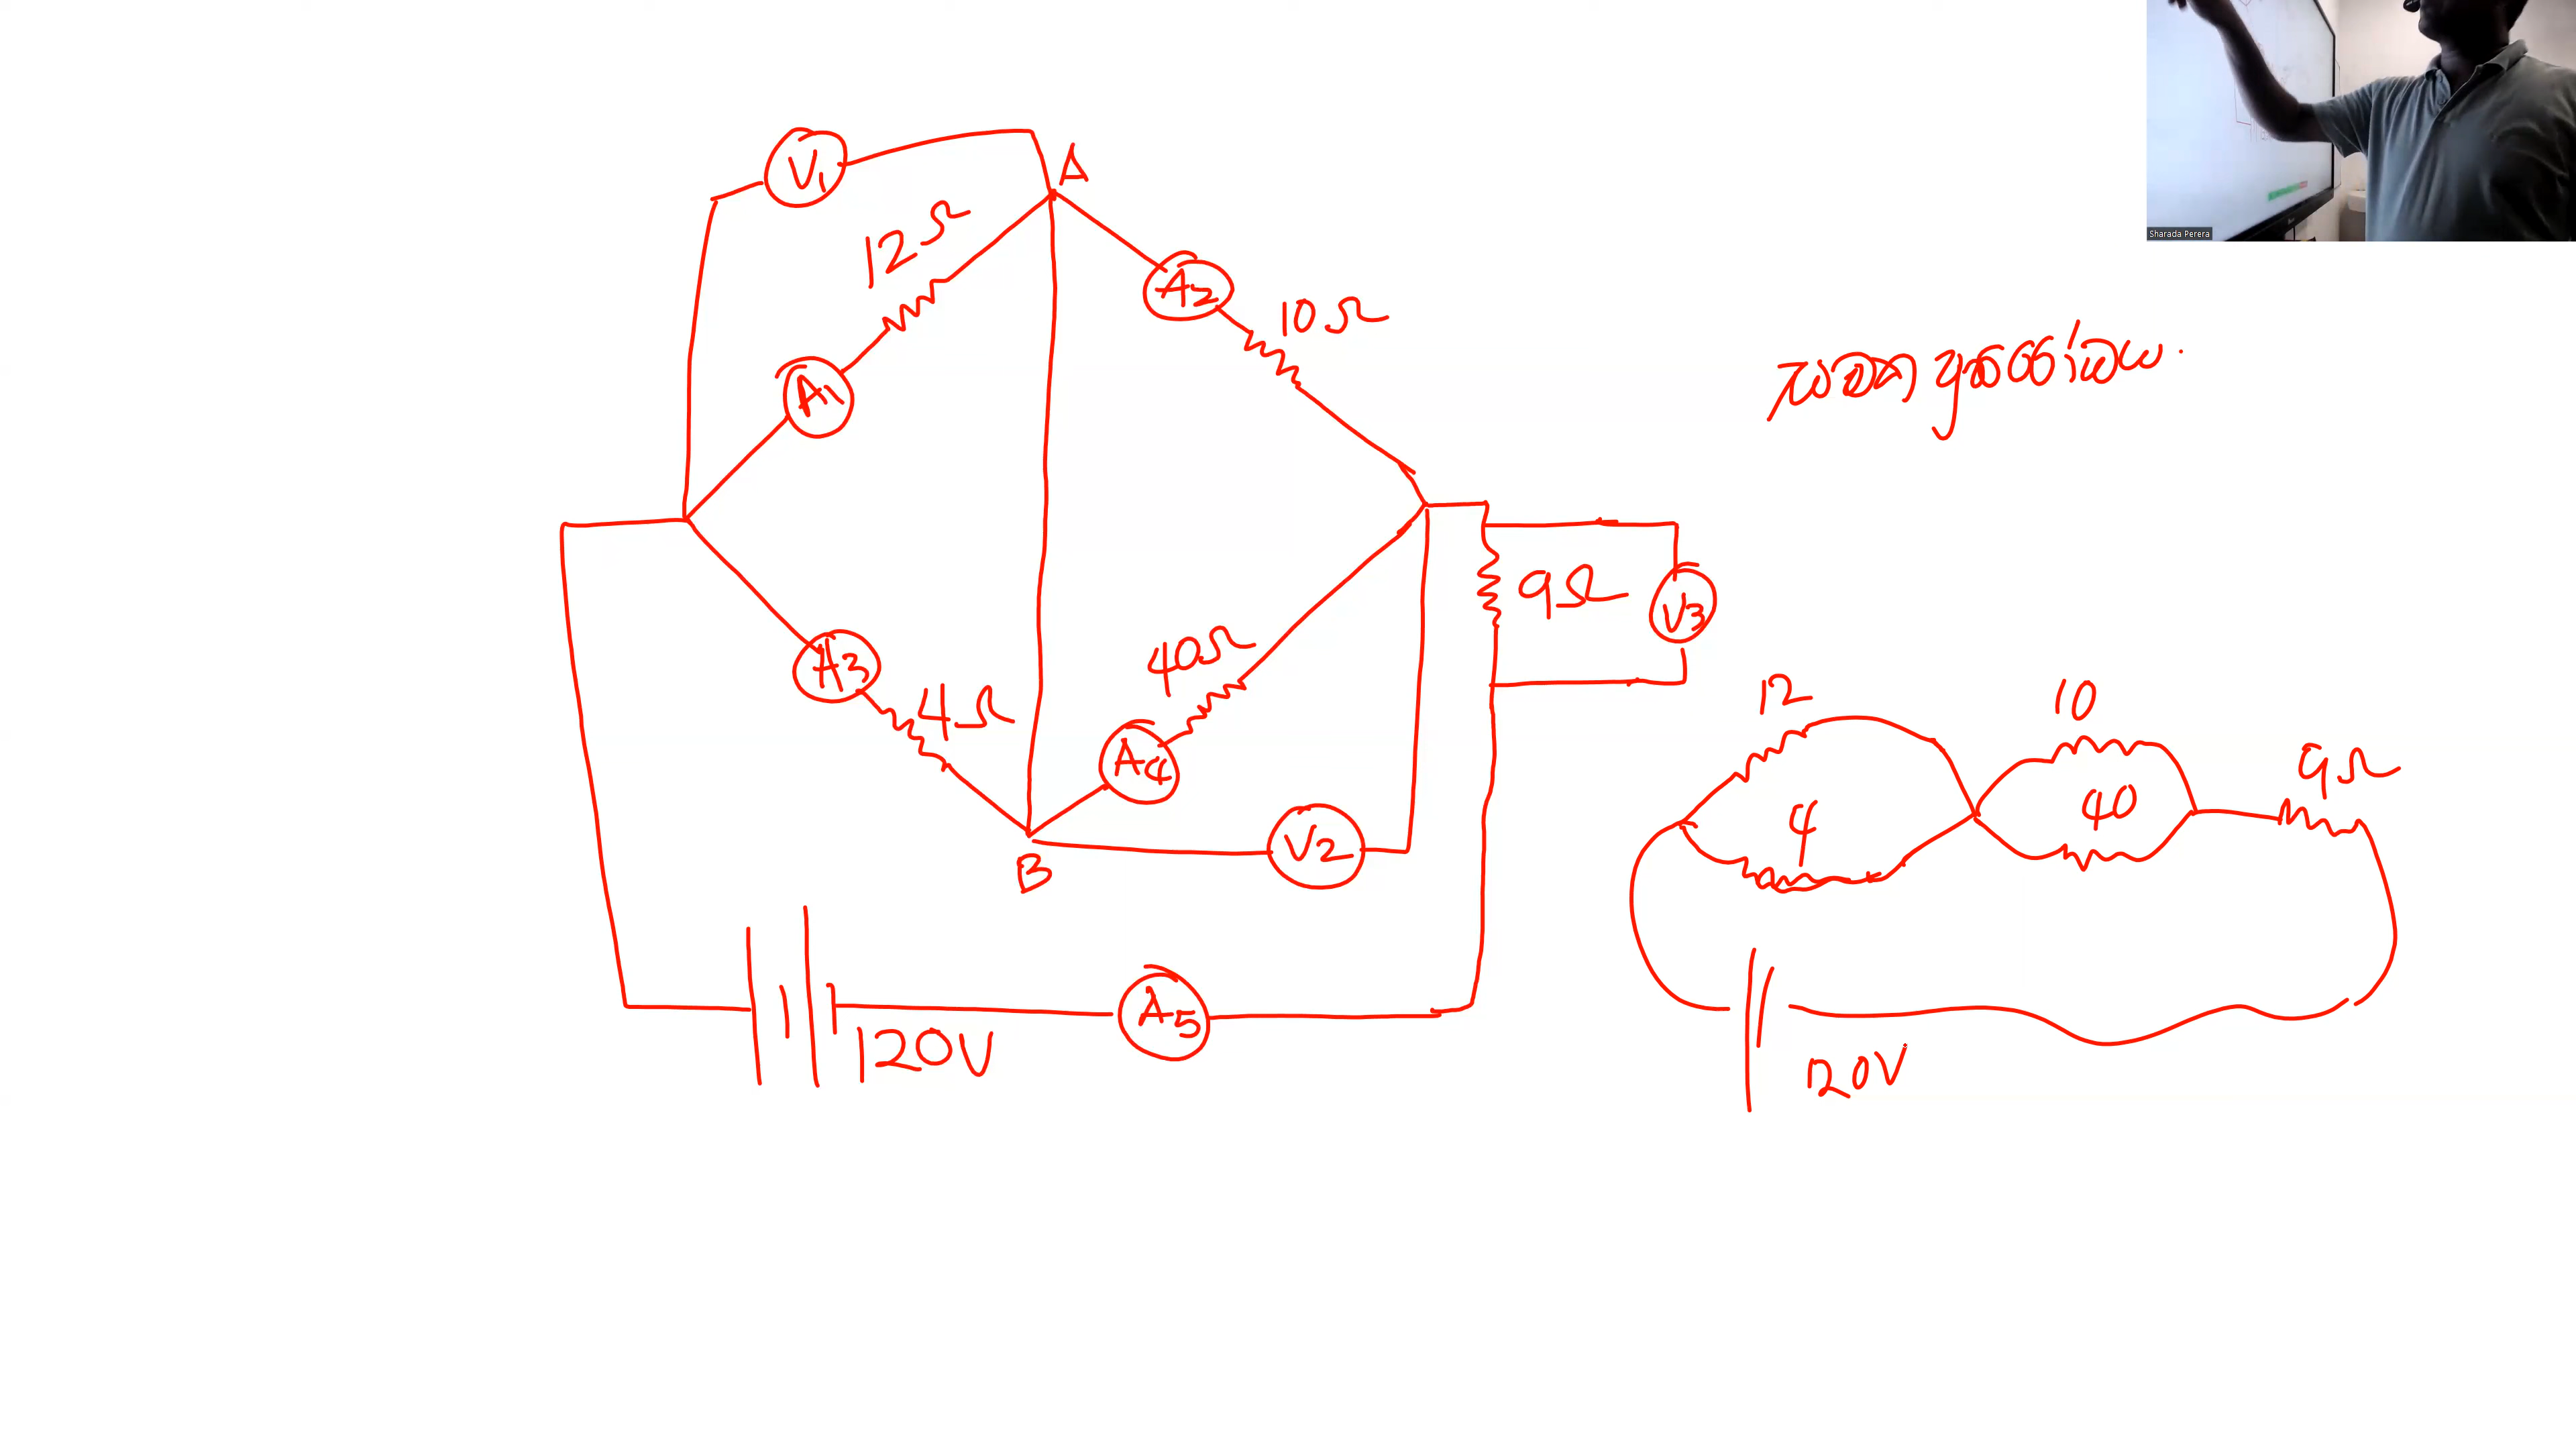 V1
A
12Ω
A2
10Ω
A1
9Ω
V3
A3
4Ω
40Ω
A4
V2
B
A5
120V
12
10
4
40
9Ω
120V
Sharada Perera